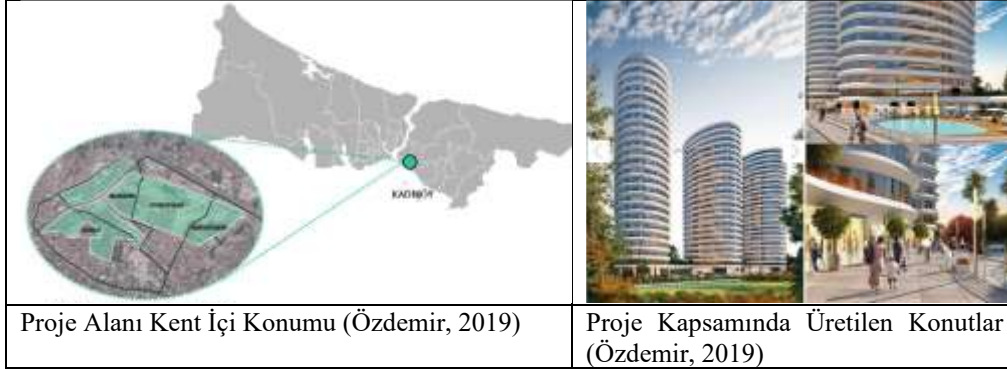 KADIKÖY
Proje Alanı Kent İçi Konumu (Özdemir, 2019)
Proje Kapsamında Üretilen Konutlar
(Özdemir, 2019)